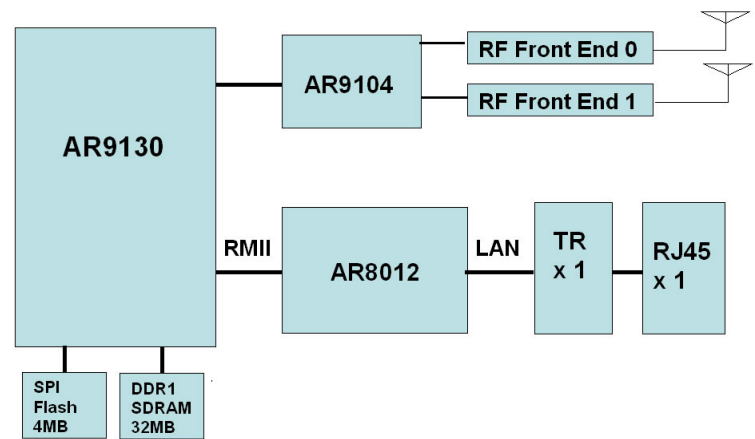 AR9130
AR9104
RF Front End 0
RF Front End 1
RMII
AR8012
LAN
TR
x 1
RJ45
x 1
SPI
Flash
4MB
DDR1
SDRAM
32MB